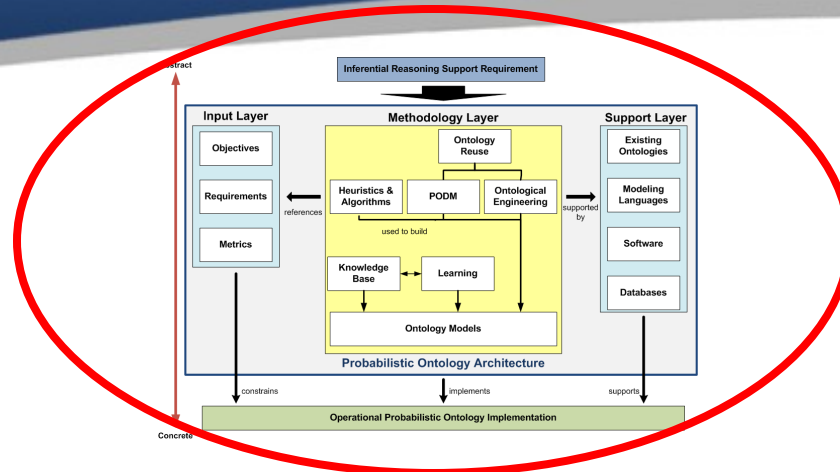 stract
Inferential Reasoning Support Requirement
Input Layer
Methodology Layer
Support Layer
Objectives
Requirements
Metrics
references
Ontology
Reuse
Heuristics &
Algorithms
PODM
Ontological
Engineering
used to build
Knowledge
Base
Learning
Ontology Models
supported
by
Existing
Ontologies
Modeling
Languages
Software
Databases
Probabilistic Ontology Architecture
constrains
implements
supports
Operational Probabilistic Ontology Implementation
Concrete